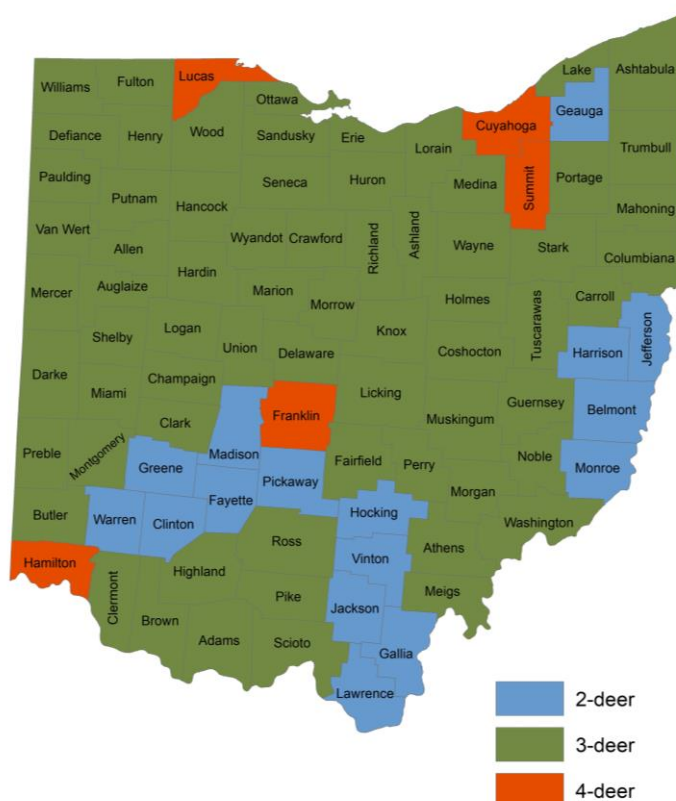 Williams
Fulton
Lucas
Ottawa
Lake
Ashtabula
Geauga
Cuyahoga
Defiance
Henry
Wood
Sandusky
Erie
Lorain
Trumbull
Paulding
Putnam
Hancock
Seneca
Huron
Medina
Summit
Portage
Mahoning
Van Wert
Allen
Wyandot
Crawford
Richland
Ashland
Wayne
Stark
Columbiana
Mercer
Auglaize
Hardin
Marion
Morrow
Holmes
Tuscarawas
Carroll
Jefferson
Shelby
Logan
Union
Delaware
Knox
Coshocton
Harrison
Darke
Miami
Champaign
Clark
Franklin
Licking
Muskingum
Guernsey
Belmont
Preble
Montgomery
Greene
Madison
Pickaway
Fairfield
Perry
Noble
Monroe
Butler
Warren
Clinton
Fayette
Hocking
Morgan
Washington
Hamilton
Clermont
Highland
Ross
Vinton
Athens
Brown
Adams
Pike
Scioto
Jackson
Meigs
Gallia
Lawrence
2-deer
3-deer
4-deer